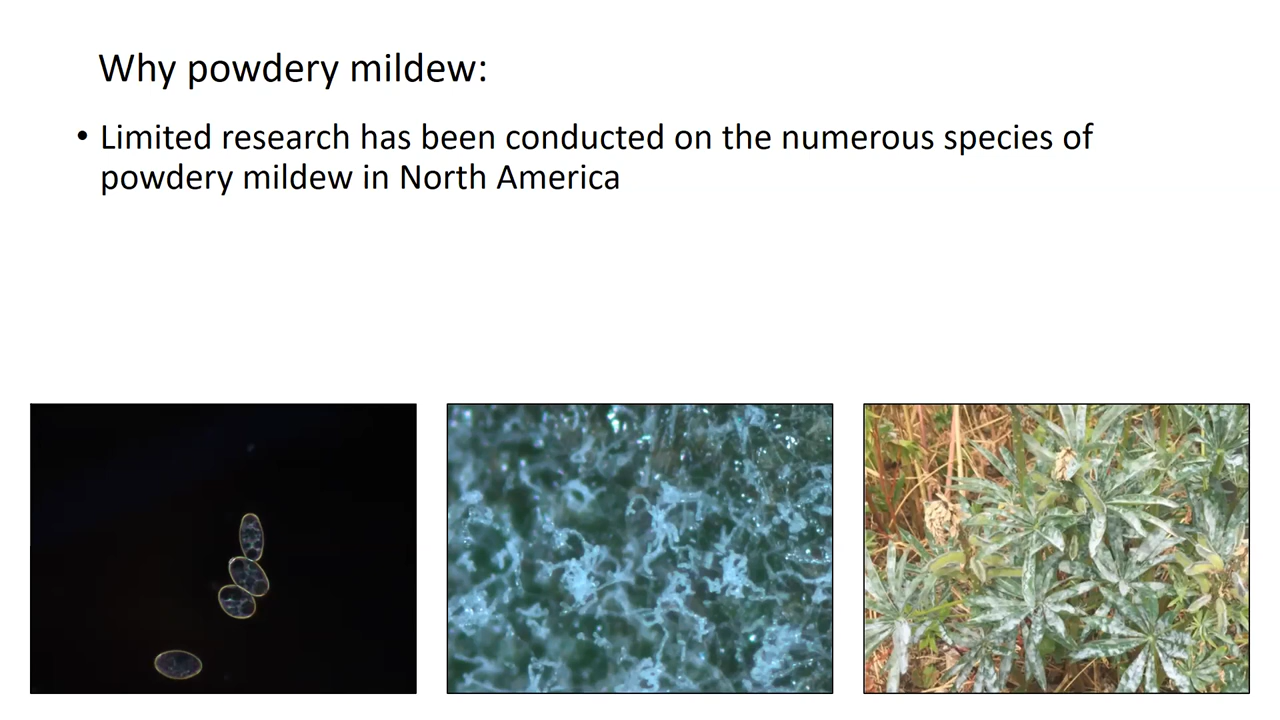 Why powdery mildew:
• Limited research has been conducted on the numerous species of
powdery mildew in North America